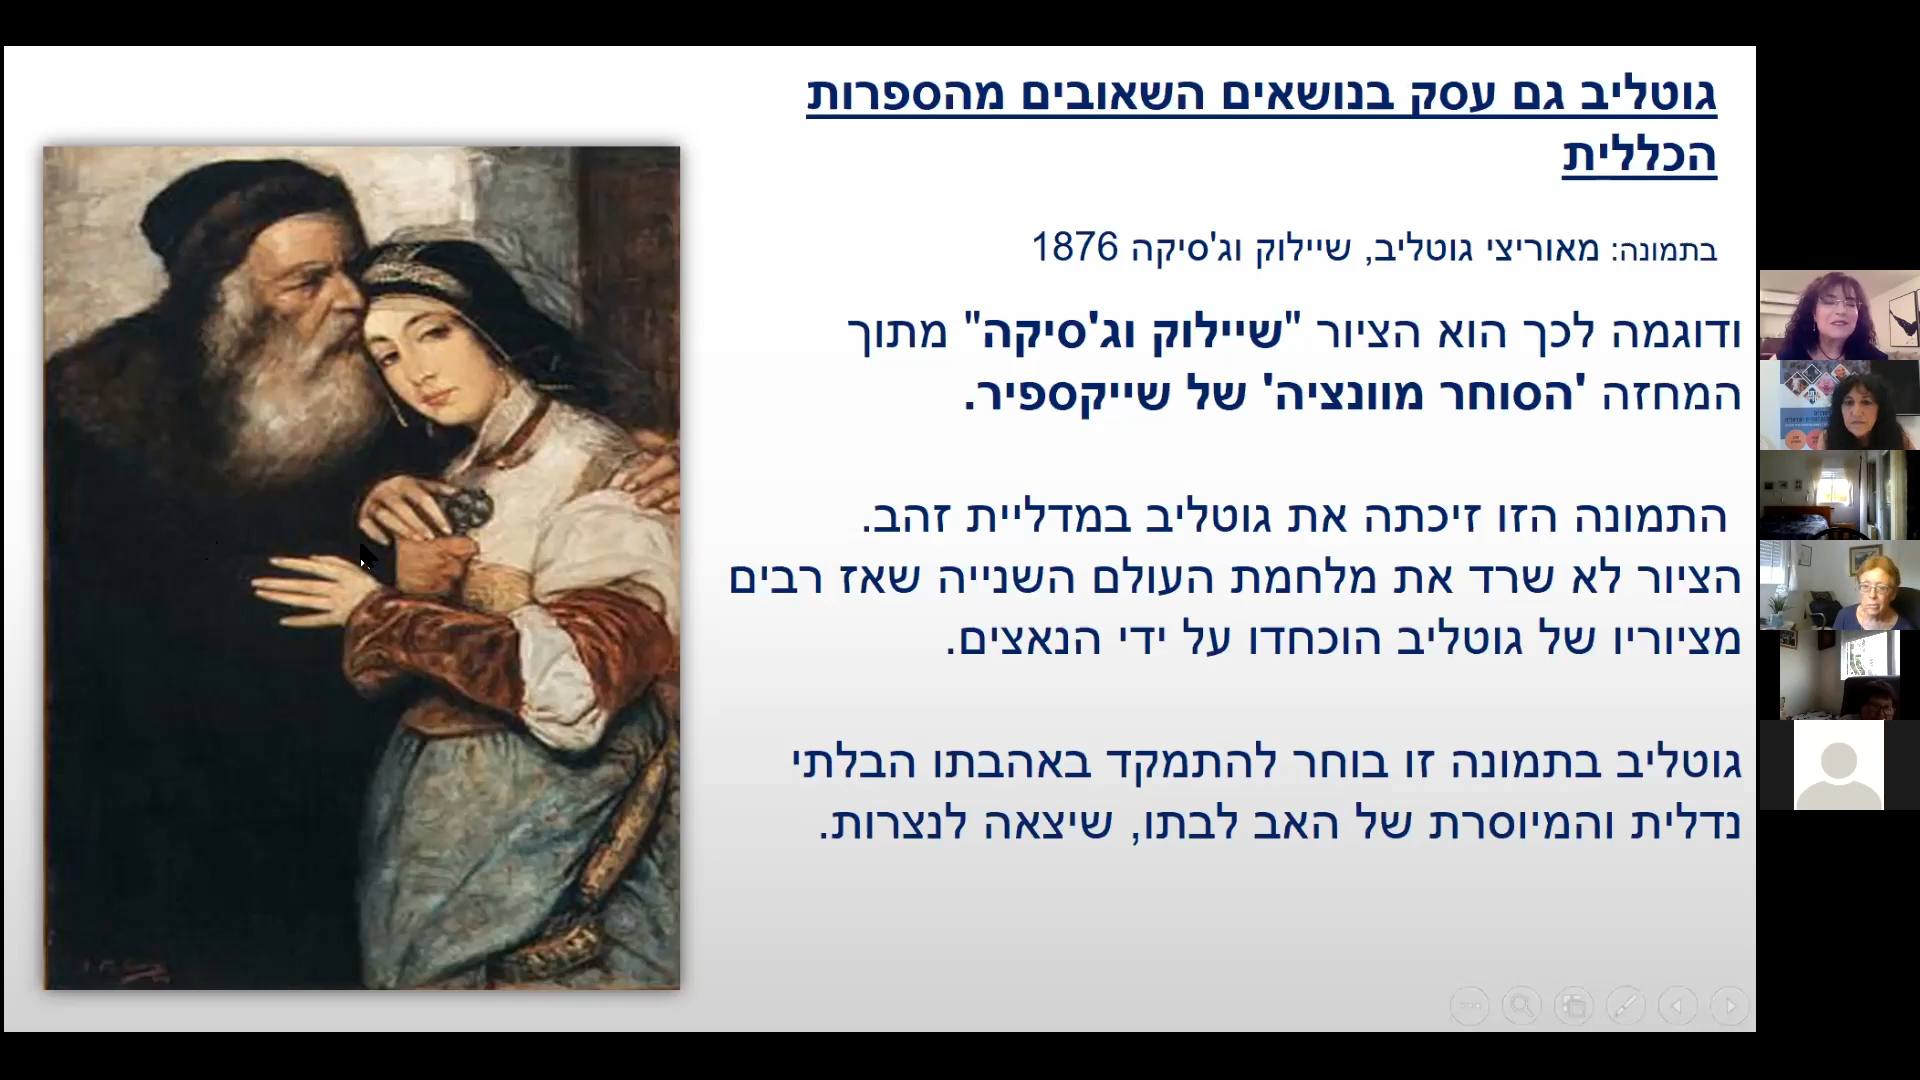 גוטליב גם עסק בנושאים השאובים מהספרות
הכללית
בתמונה: מאוריצי גוטליב, שיילוק וג'סיקה 1876
ודוגמה לכך הוא הציור "שיילוק וג'סיקה" מתוך
המחזה 'הסוחר מוונציה' של שייקספיר.
התמונה הזו זיכתה את גוטליב במדליית זהב.
הציור לא שרד את מלחמת העולם השנייה שאז רבים
מציוריו של גוטליב הוכחדו על ידי הנאצים.
גוטליב בתמונה זו בוחר להתמקד באהבתו הבלתי
נדלית והמיוסרת של האב לבתו, שיצאה לנצרות.